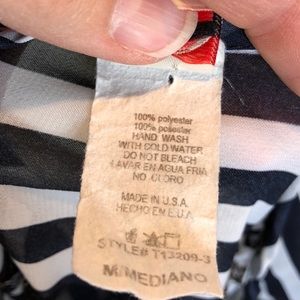 100% polyester
100% poliester
HAND WASH
WITH COLD WATER
DO NOT BLEACH
LAVAR EN AGUA FRIA
NO CLORO
MADE IN U.S.A.
HECHO EN E.U.A.
STYLE# T13209-3
M/MEDIANO